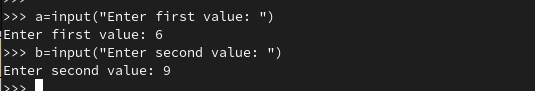 >>>
>>> a=input("Enter first value: ")
Enter first value: 6
>>> b=input("Enter second value: ")
Enter second value: 9
>>>